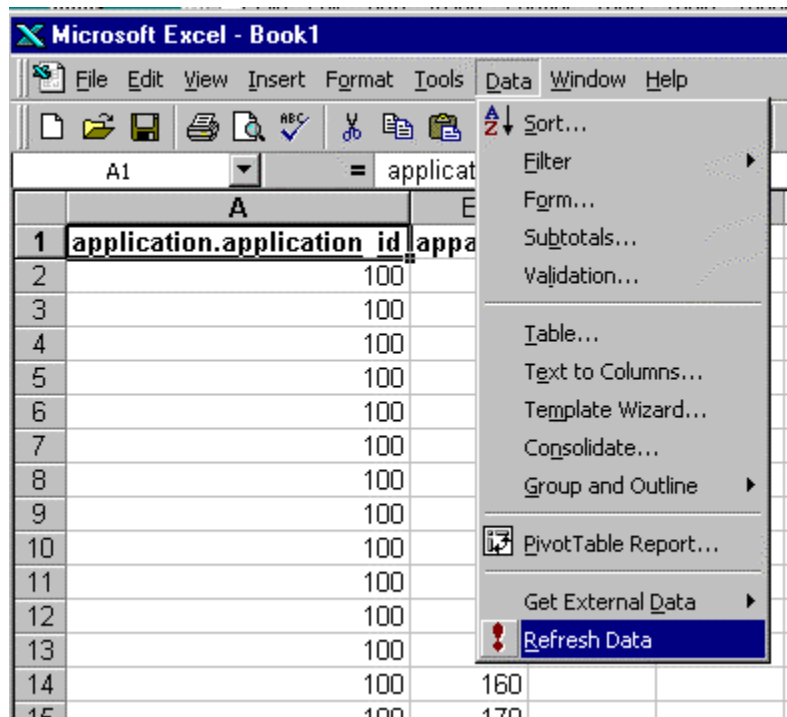 Microsoft Excel - Book1
File Edit View Insert Format Tools Data Window Help
ABC
A Z Sort...
A1 = applicat
Filter
Form...
A E
1 application.application_id appa
Subtotals...
2 100
Validation...
3 100
4 100
Table...
5 100
Text to Columns...
6 100
Template Wizard...
7 100
Consolidate...
8 100
Group and Outline
9 100
10 100
PivotTable Report...
11 100
12 100
Get External Data
13 100
Refresh Data
14 100 160
15 100 170